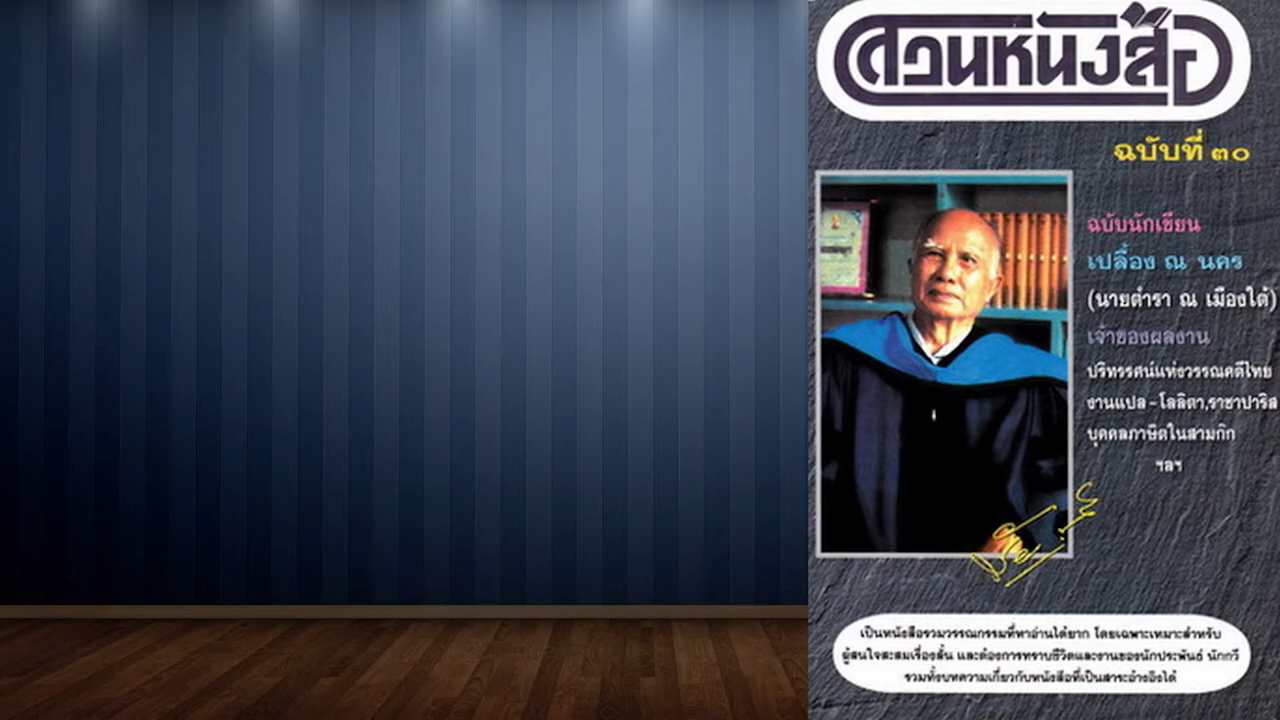 สวนหนังสือ
ฉบับที่ ๓๐
ฉบับนักเขียน
เปลื้อง ณ นคร
(นายตำรา ณ เมืองใต้)
เจ้าของผลงาน
ปริทรรศน์แห่งวรรณคดีไทย
งานแปล-โลลิตา,ราชาปาริส
บุคคลภาษิตในสามก๊ก
ฯลฯ
เป็นหนังสือรวมวรรณกรรมที่หาอ่านได้ยาก โดยเฉพาะเหมาะสำหรับ
ผู้สนใจสะสมเรื่องสั้น และต้องการทราบชีวิตและงานของนักประพันธ์ นักกวี
รวมทั้งบทความเกี่ยวกับหนังสือที่เป็นสาระอ้างอิงได้